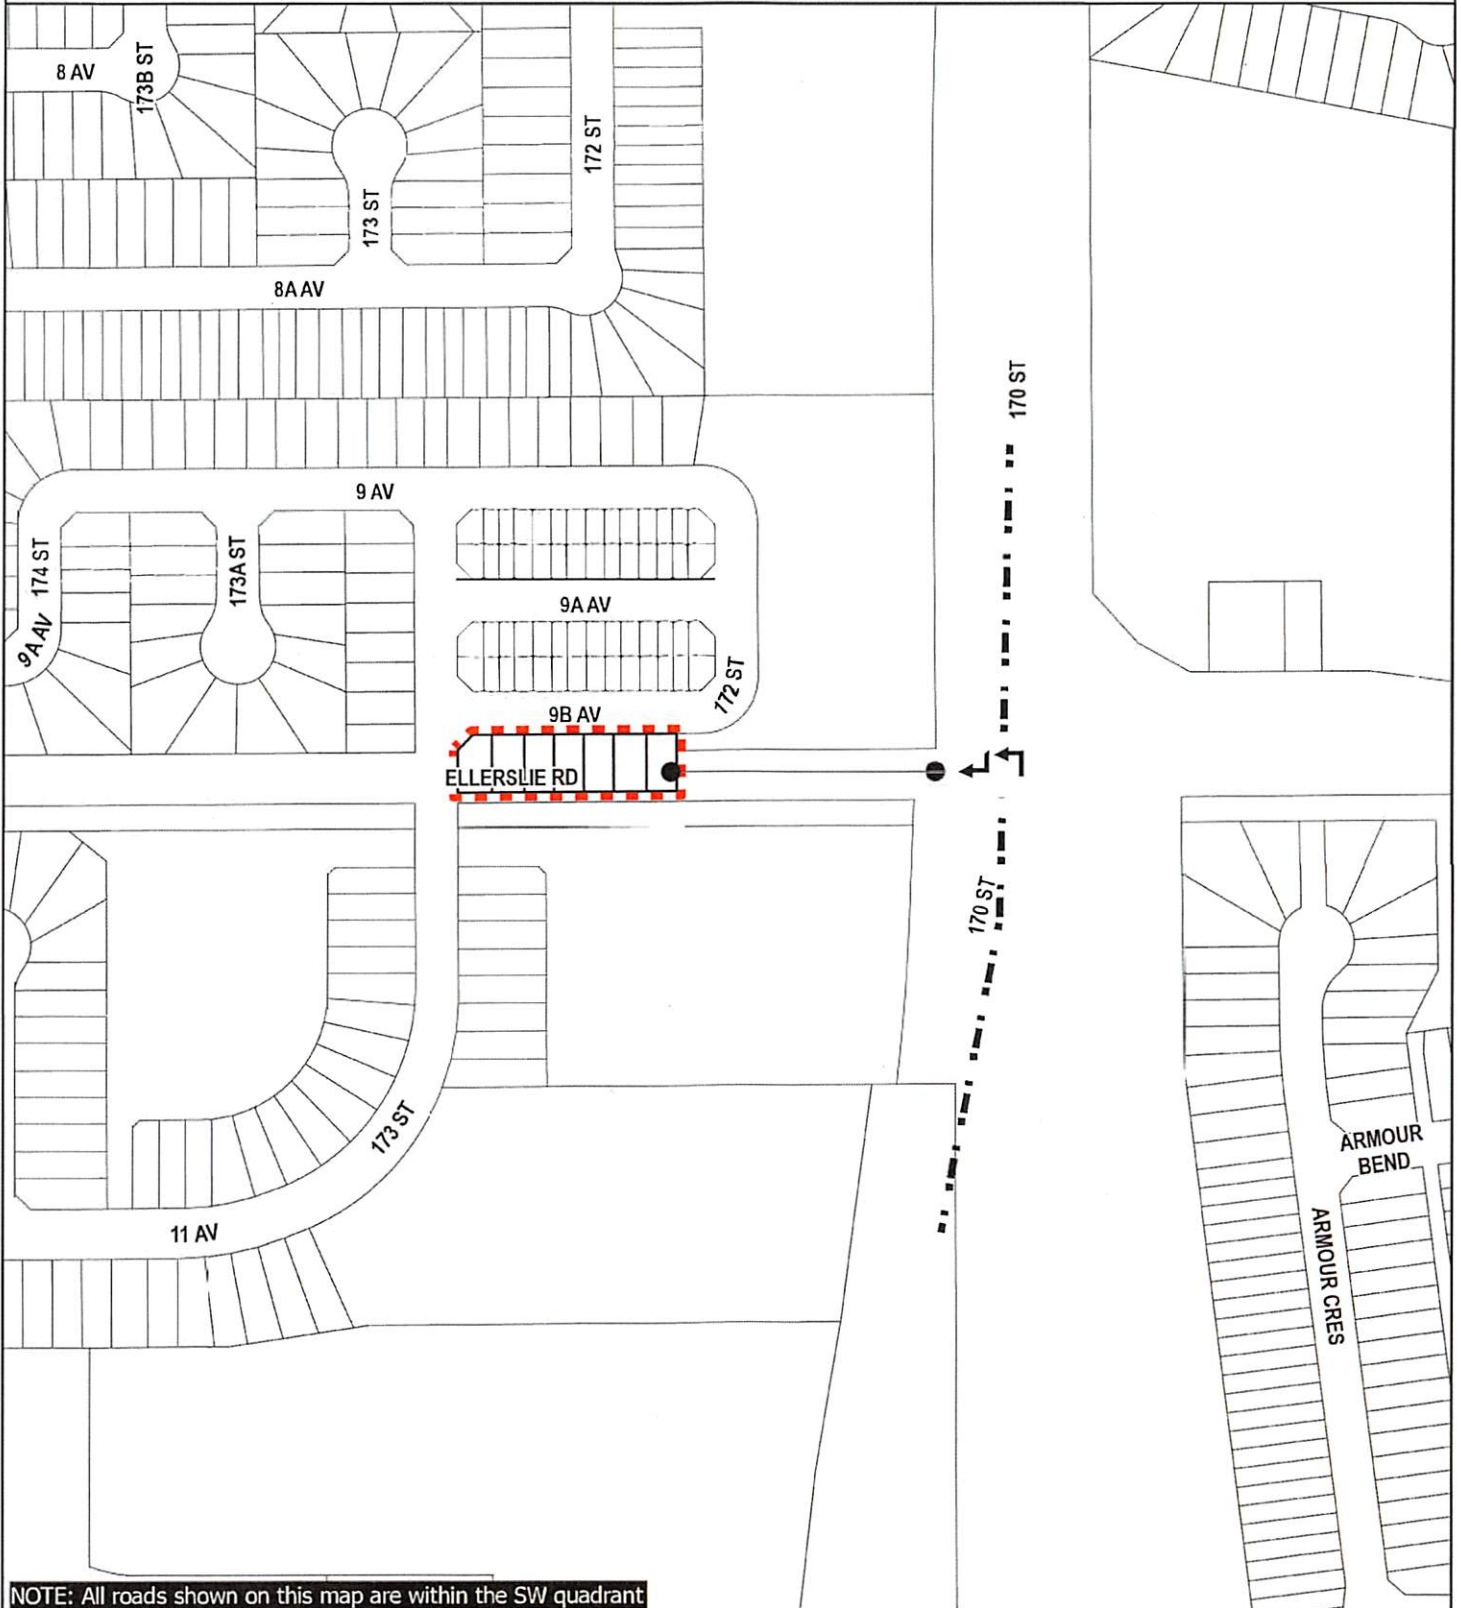 8 AV
173B ST
172 ST
173 ST
8A AV
170 ST
9 AV
174 ST
173A ST
9A AV
9A AV
172 ST
9B AV
ELLERSLIE RD
170 ST
173 ST
ARMOUR
BEND
11 AV
ARMOUR CRES
NOTE: All roads shown on this map are within the SW quadrant